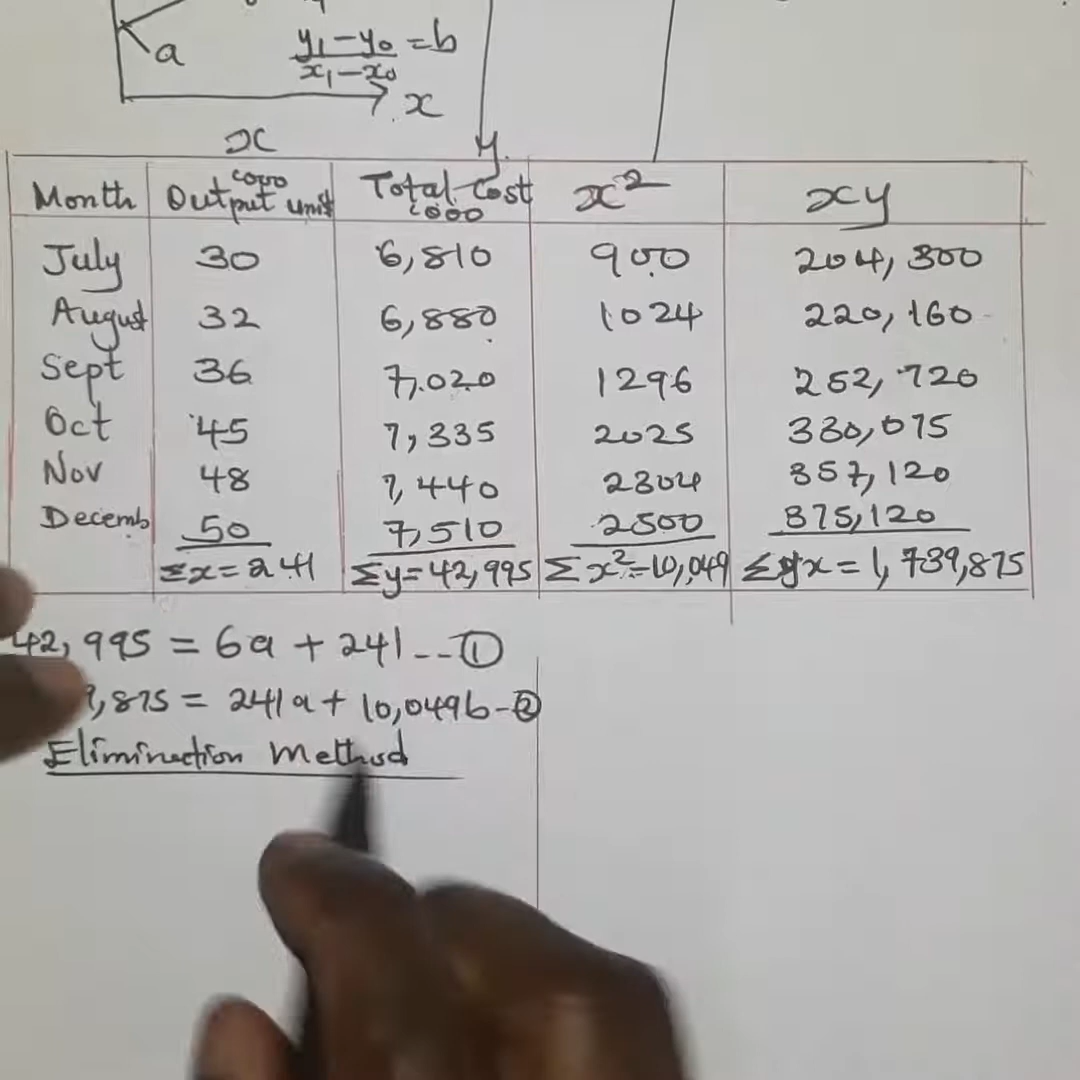 a
y₁ - y₀ = b
x₁ - x₀
x
x y
Month Output unit '000 Total Cost '000 x² xy
July 30 6,810 900 204,300
August 32 6,880 1024 220,160
Sept 36 7,020 1296 252,720
Oct 45 7,335 2025 330,075
Nov 48 7,440 2304 357,120
Decemb 50 7,510 2500 375,120
Σx = 241 Σy = 42,995 Σx² = 10,049 Σyx = 1,739,875
42,995 = 6a + 241 -- ①
9,875 = 241a + 10,049b - ②
Elimination Method